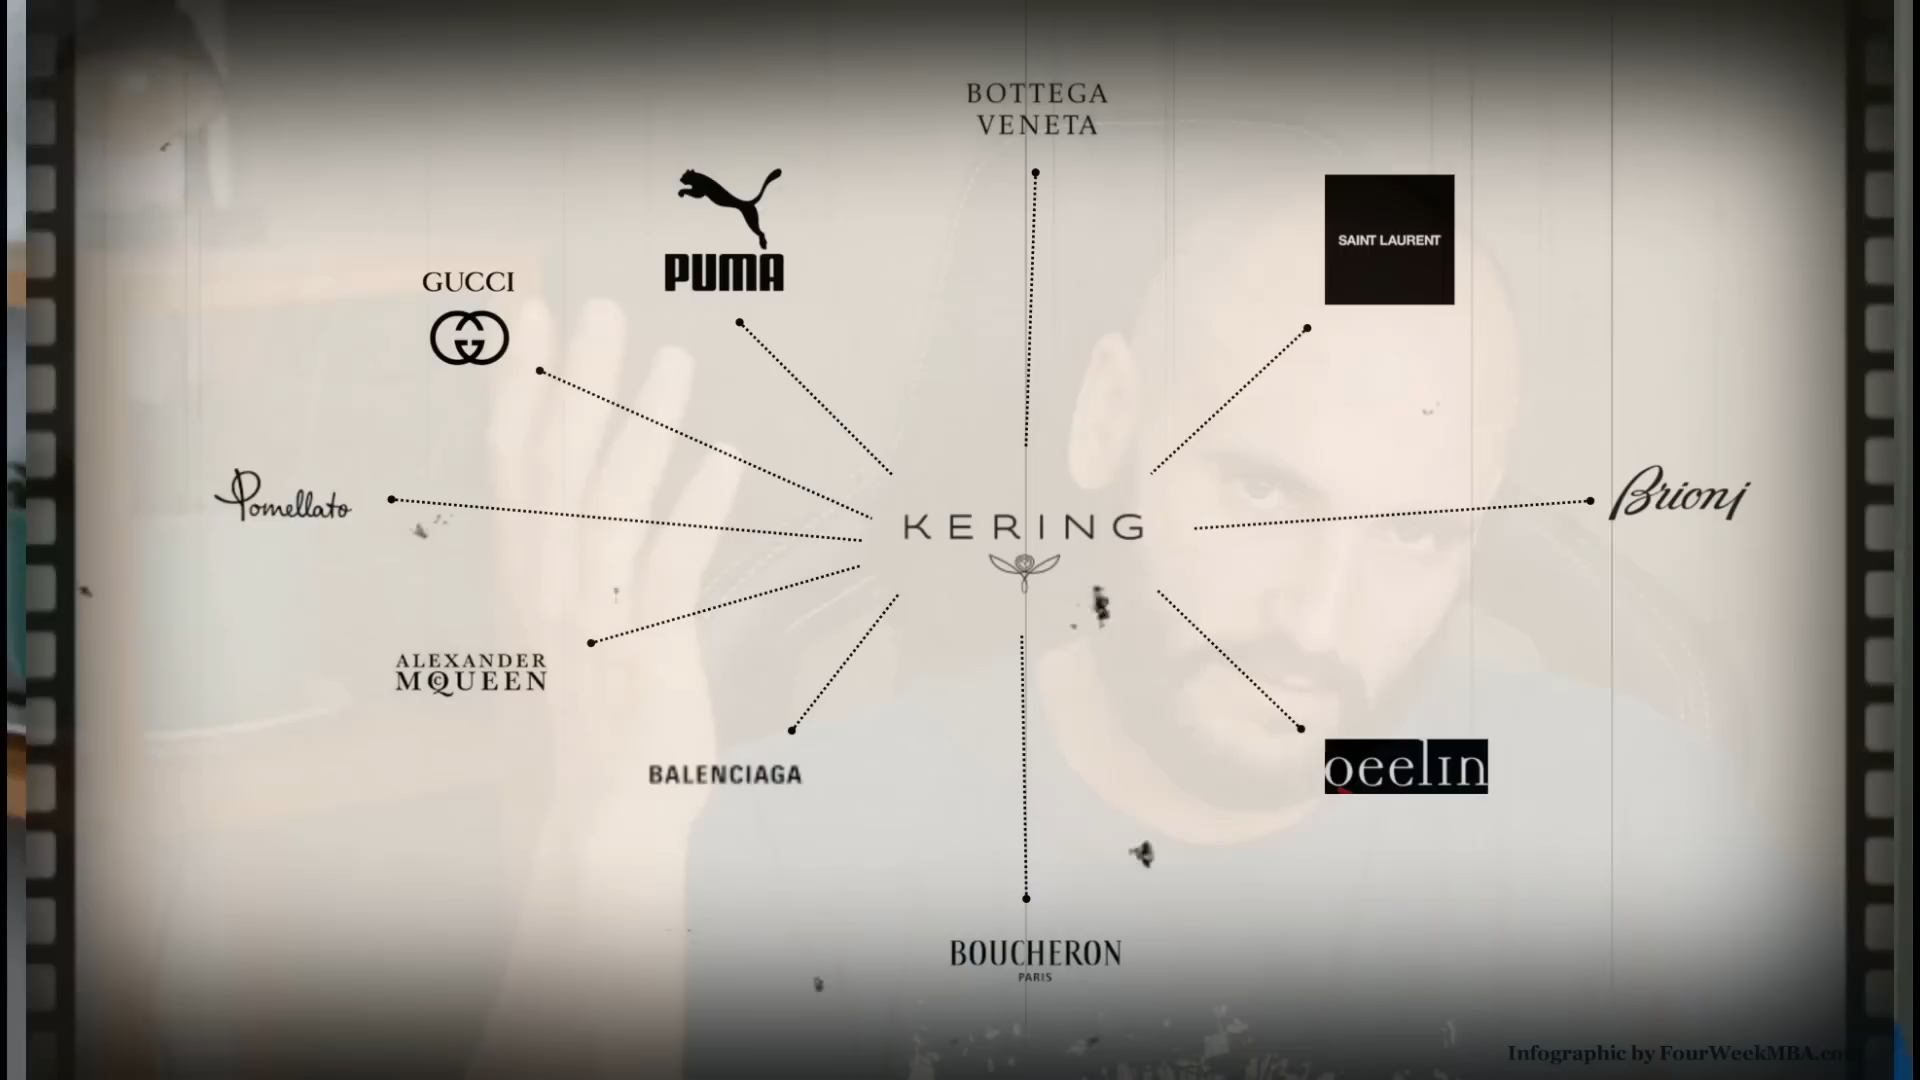 BOTTEGA
VENETA
PUMA
SAINT LAURENT
GUCCI
Pomellato
KERING
Brioni
ALEXANDER
McQUEEN
BALENCIAGA
Qeelin
BOUCHERON
PARIS
Infographic by FourWeekMBA.com